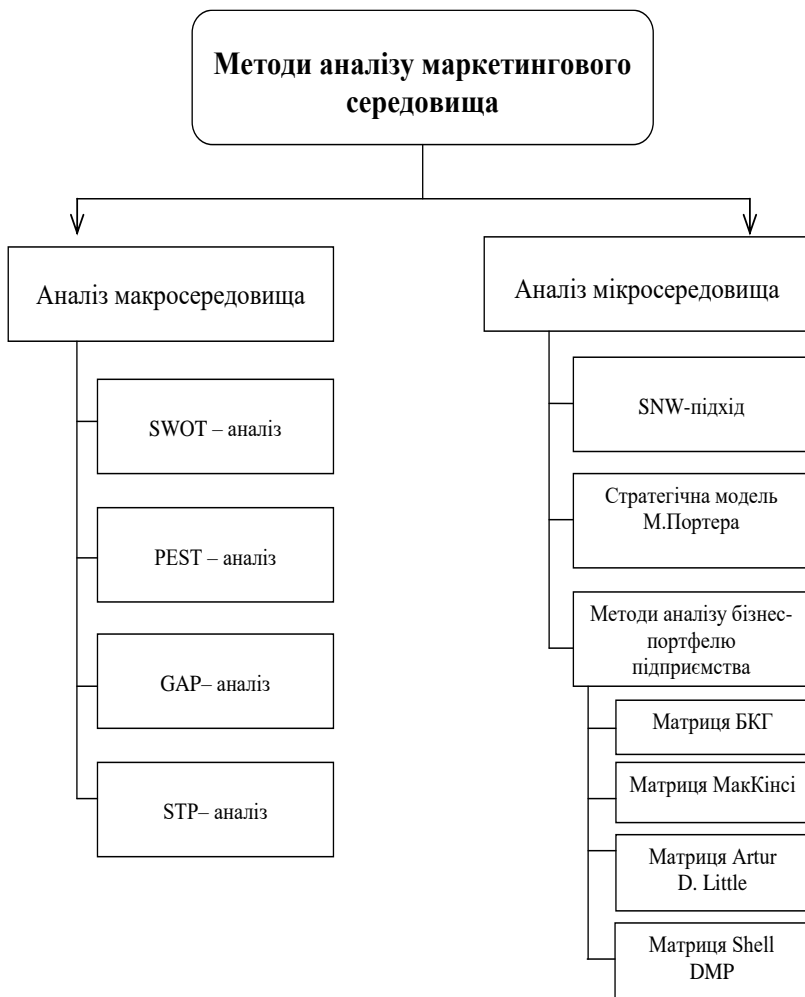 Методи аналізу маркетингового
середовища
Аналіз макросередовища
SWOT – аналіз
PEST – аналіз
GAP– аналіз
STP– аналіз
Аналіз мікросередовища
SNW-підхід
Стратегічна модель
М.Портера
Методи аналізу бізнес-
портфелю
підприємства
Матриця БКГ
Матриця МакКінсі
Матриця Artur
D. Little
Матриця Shell
DMP